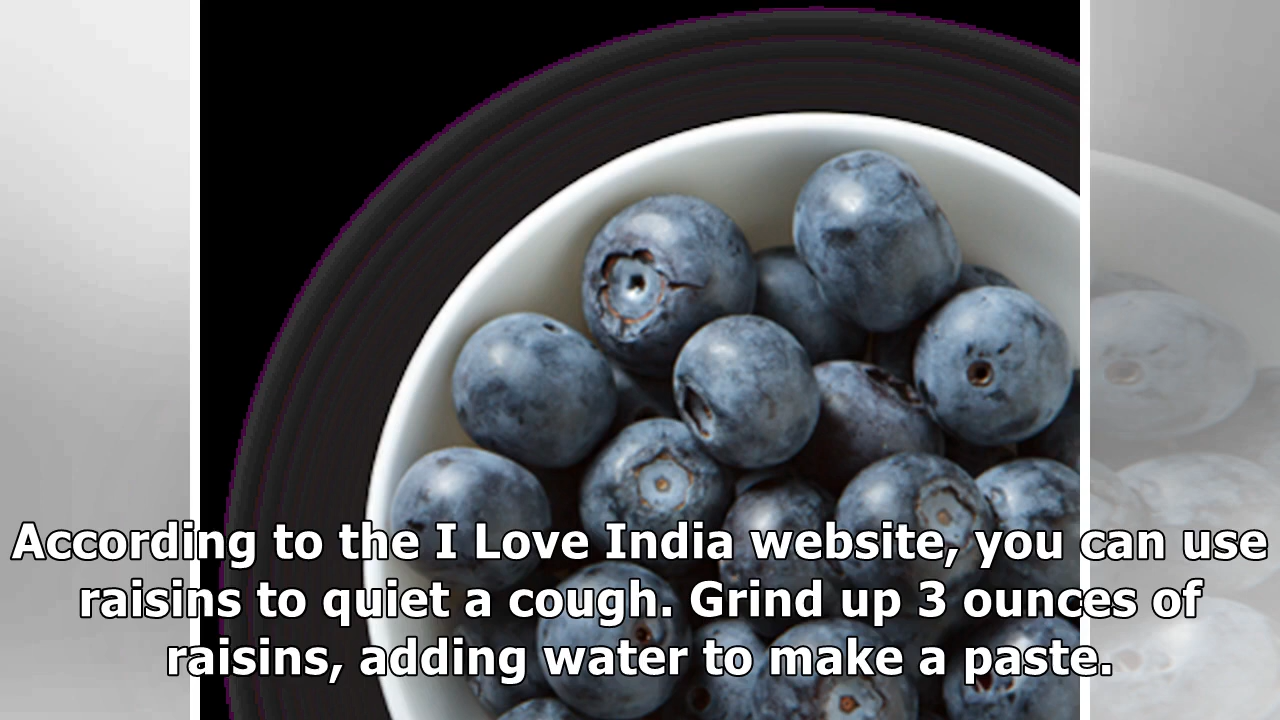 According to the I Love India website, you can use
raisins to quiet a cough. Grind up 3 ounces of
raisins, adding water to make a paste.